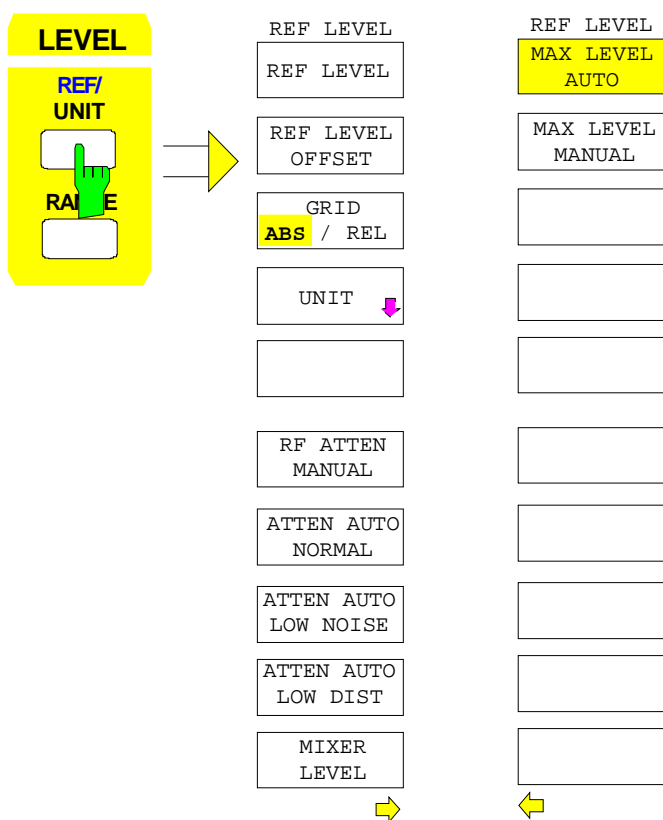 LEVEL
REF/
UNIT
REF LEVEL
REF LEVEL
REF LEVEL
OFFSET
GRID
ABS / REL
UNIT
RF ATTEN
MANUAL
ATTEN AUTO
NORMAL
ATTEN AUTO
LOW NOISE
ATTEN AUTO
LOW DIST
MIXER
LEVEL
REF LEVEL
MAX LEVEL
AUTO
MAX LEVEL
MANUAL